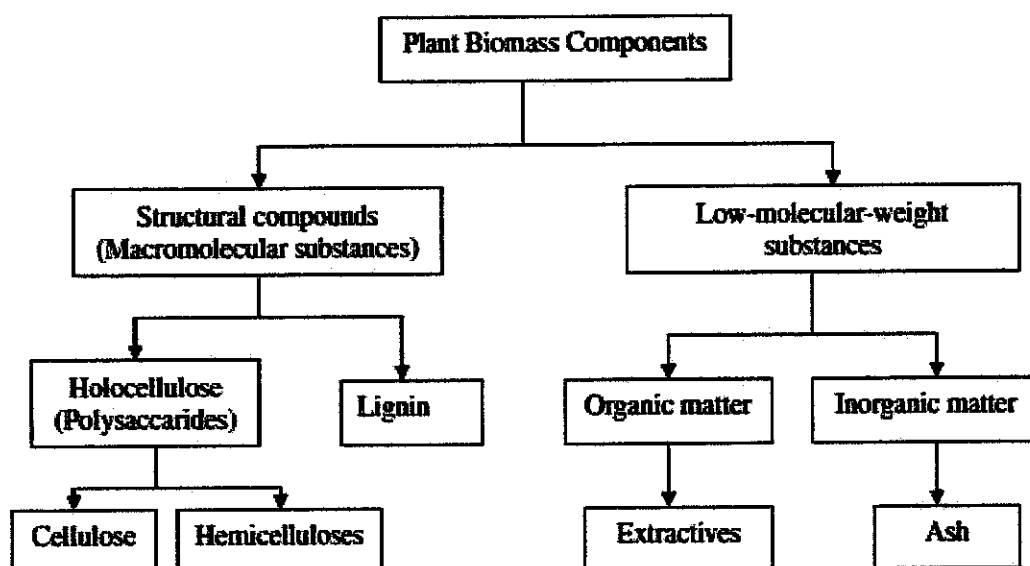 Plant Biomass Components
Structural compounds
(Macromolecular substances)
Low-molecular-weight
substances
Holocellulose
(Polysaccarides)
Lignin
Organic matter
Inorganic matter
Cellulose
Hemicelluloses
Extractives
Ash